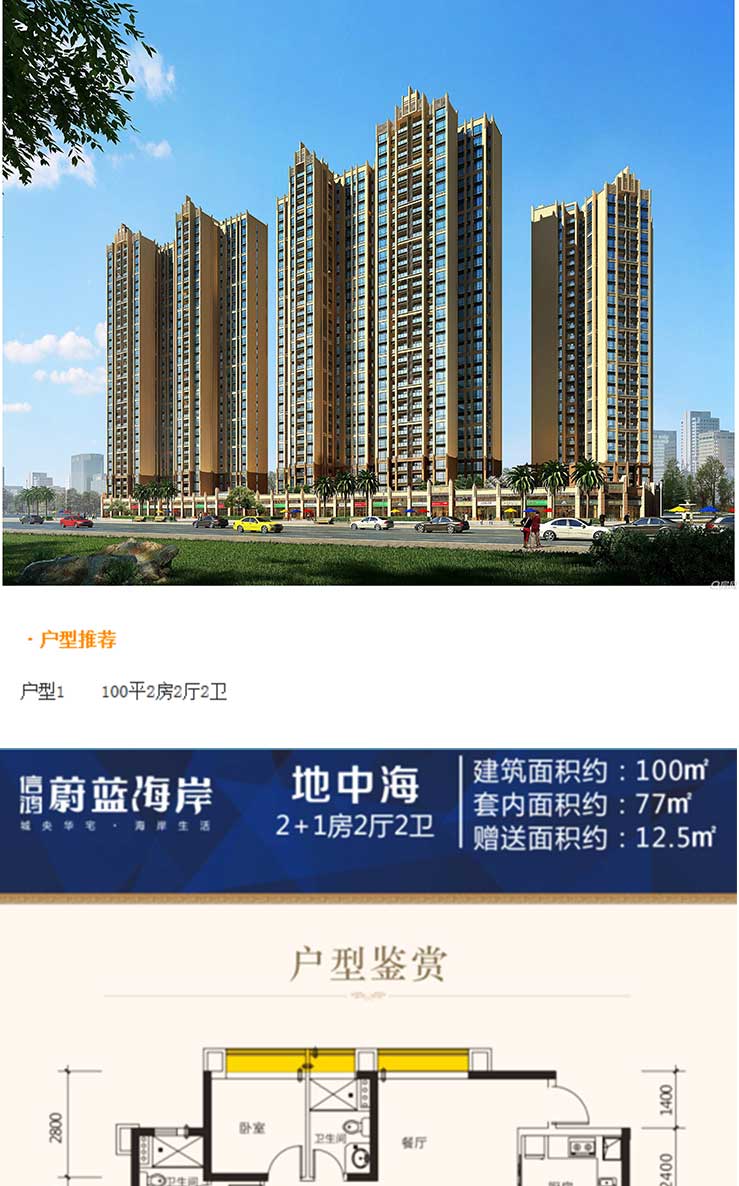 ·户型推荐
户型1 100平2房2厅2卫
信鸿 蔚蓝海岸
城央华宅·海岸生活
地中海
2+1房2厅2卫
建筑面积约：100㎡
套内面积约：77㎡
赠送面积约：12.5㎡
户型鉴赏
2800
卧室
卫生间
餐厅
1400
卫生间
2400